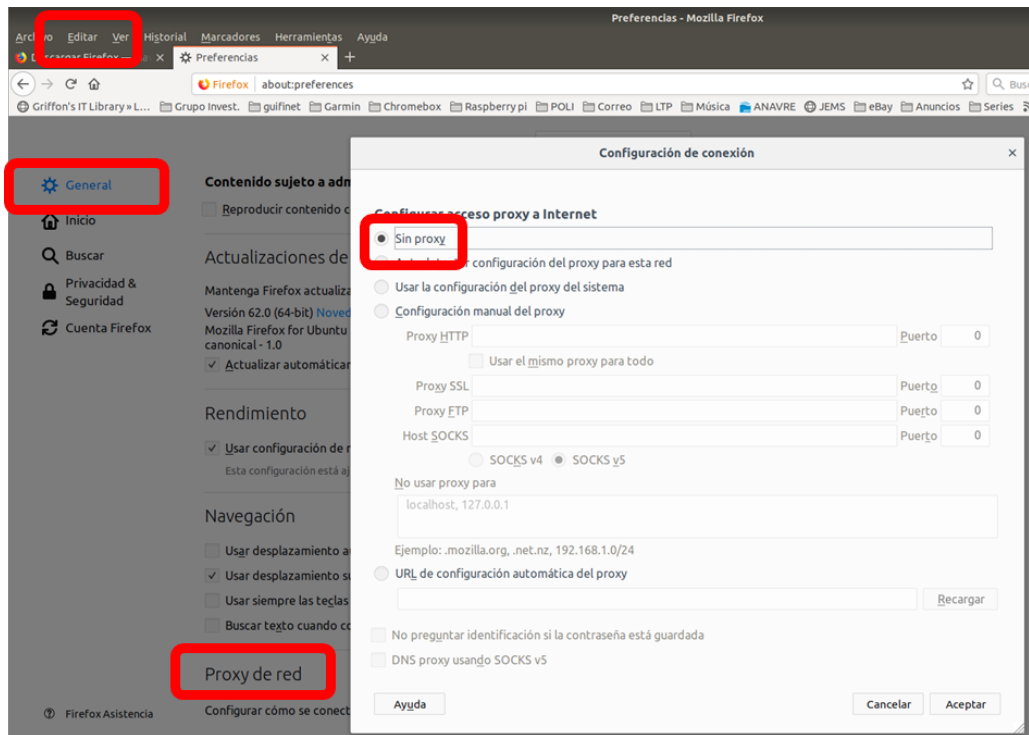 Preferencias - Mozilla Firefox
Editar Ver Historial Marcadores Herramientas Ayuda
Firefox Preferencias
Firefox about:preferences
Griffon's IT Library » L... Grupo Invest. guifinet Garmin Chromebox Raspberry pi POLI Correo LTP Música ANAVRE JEMS eBay Anuncios Series
Configuración de conexión
General
Inicio
Buscar
Privacidad &
Seguridad
Cuenta Firefox
Firefox Asistencia
Contenido sujeto a
Reproducir contenido
Actualizaciones de
Mantenga Firefox
Versión 62.0 (64-bit)
Mozilla Firefox for Ubuntu
canonical - 1.0
Actualizar
Rendimiento
Usar configuración de
Esta configuración está
Navegación
Usar desplazamiento
Usar desplazamiento
Usar siempre las teclas
Buscar texto cuando
Proxy de red
Configurar cómo se
Configurar acceso proxy a Internet
Sin proxy
configuración del proxy para esta red
Usar la configuración del proxy del sistema
Configuración manual del proxy
Proxy HTTP Puerto 0
Usar el mismo proxy para todo
Proxy SSL Puerto 0
Proxy FTP Puerto 0
Host SOCKS Puerto 0
SOCKS v4 SOCKS v5
No usar proxy para
localhost, 127.0.0.1
Ejemplo: .mozilla.org, .net.nz, 192.168.1.0/24
URL de configuración automática del proxy
Recargar
No preguntar identificación si la contraseña está guardada
DNS proxy usando SOCKS v5
Ayuda Cancelar Aceptar